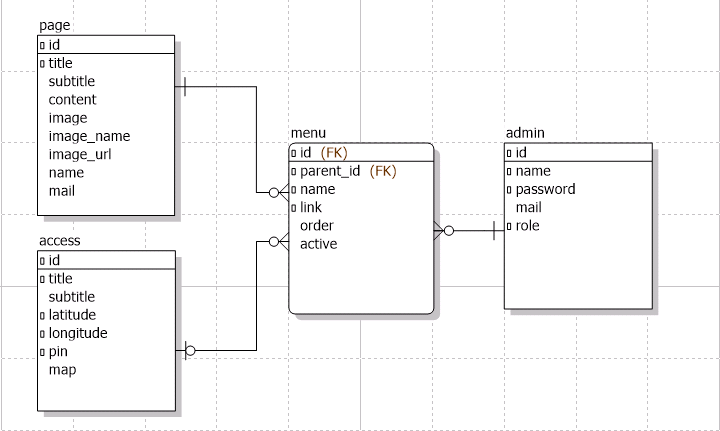 page
id
title
subtitle
content
image
image_name
image_url
name
mail
access
id
title
subtitle
latitude
longitude
pin
map
menu
id (FK)
parent_id (FK)
name
link
order
active
admin
id
name
password
mail
role